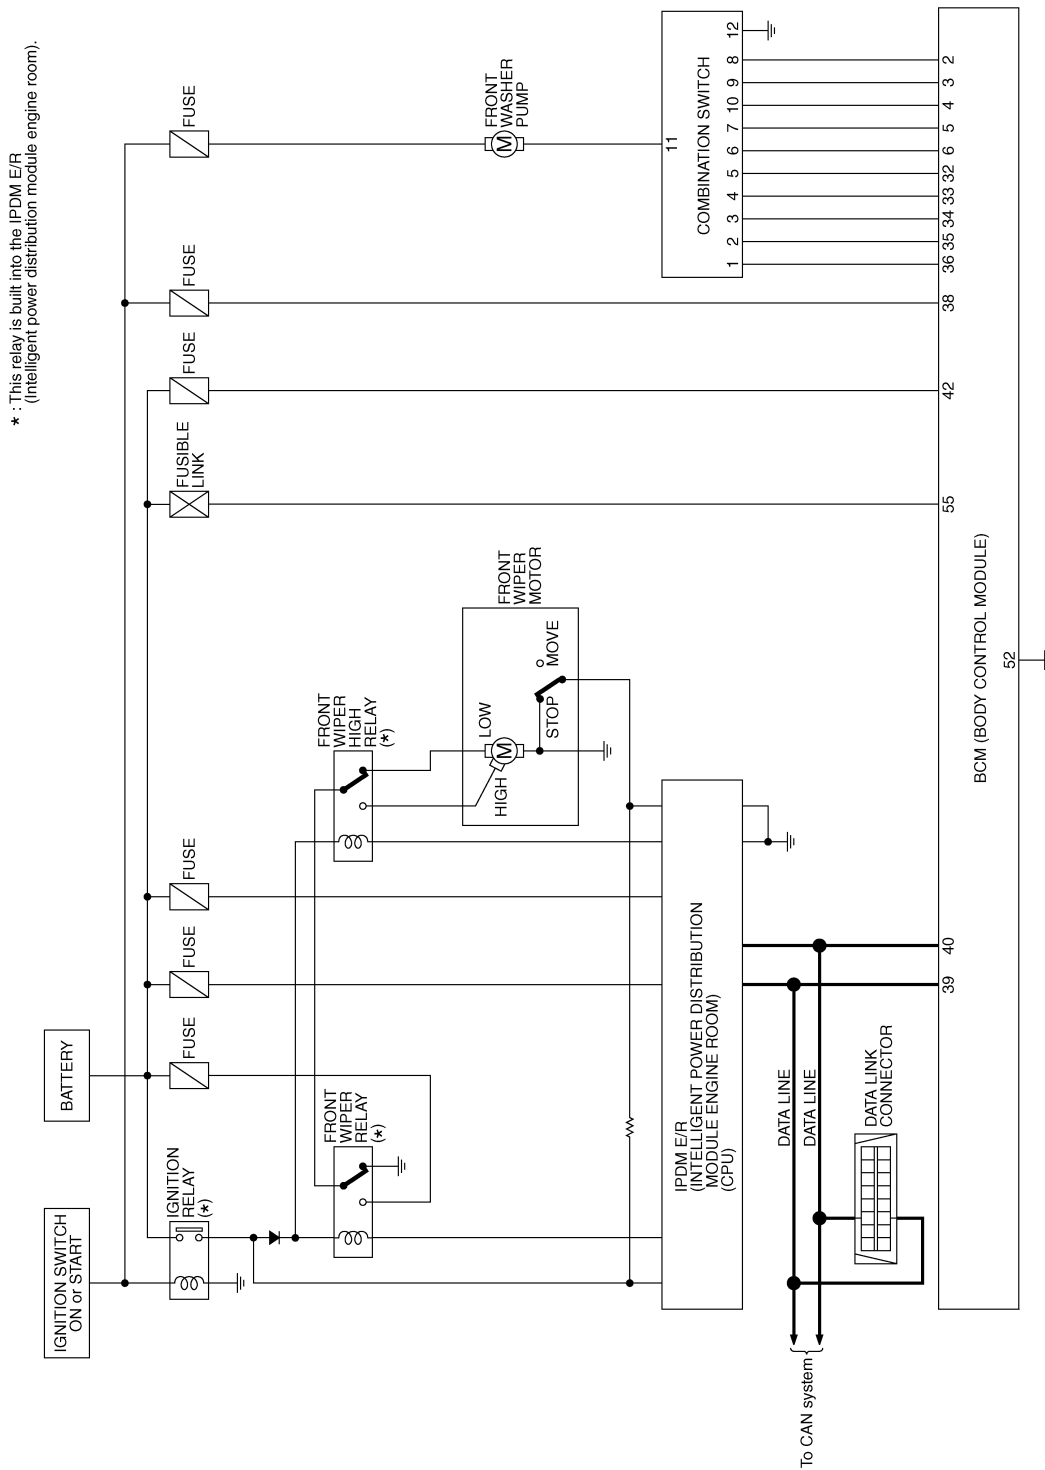 IGNITION SWITCH
ON or START
BATTERY
* : This relay is built into the IPDM E/R
(Intelligent power distribution module engine room).
IGNITION
RELAY
(*)
FUSE
FUSE
FUSE
FUSIBLE
LINK
FUSE
FUSE
FUSE
FRONT
WIPER
RELAY
(*)
FRONT
WIPER
HIGH
RELAY
(*)
FRONT
WIPER
MOTOR
HIGH
M
LOW
STOP
MOVE
FRONT
WASHER
PUMP
M
IPDM E/R
(INTELLIGENT POWER DISTRIBUTION
MODULE ENGINE ROOM)
(CPU)
11
COMBINATION SWITCH
1 2 3 4 5 6 7 10 9 8 12
DATA LINE
DATA LINE
To CAN system
DATA LINK
CONNECTOR
39 40 55 42 38 36 35 34 33 32 6 5 4 3 2
BCM (BODY CONTROL MODULE)
52